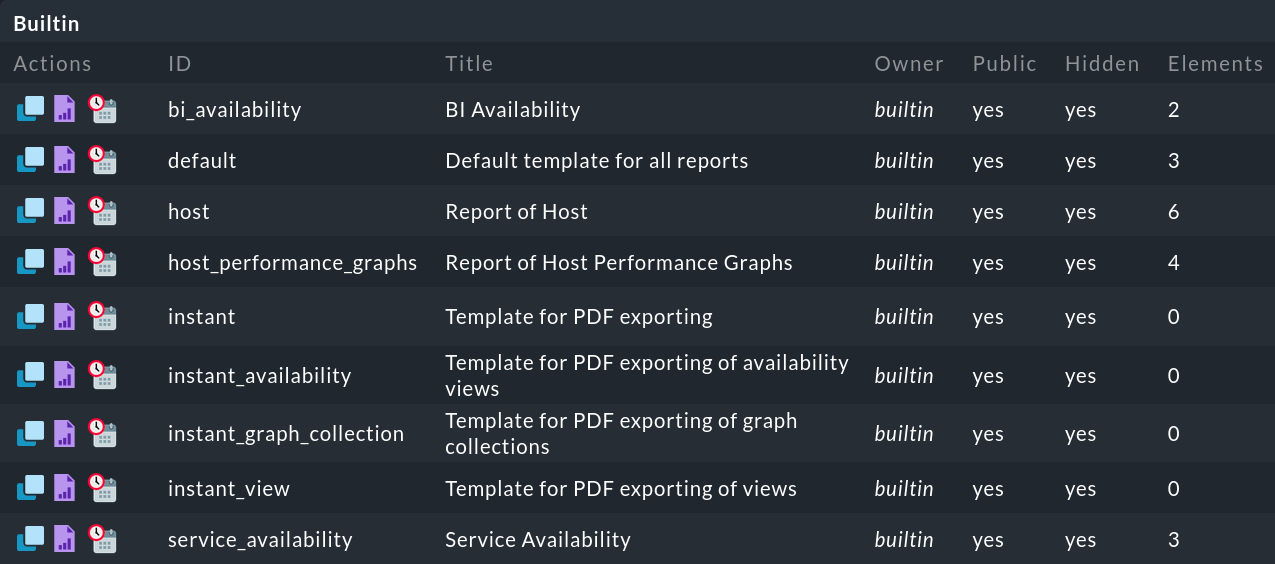 Builtin
Actions ID Title Owner Public Hidden Elements
bi_availability BI Availability builtin yes yes 2
default Default template for all reports builtin yes yes 3
host Report of Host builtin yes yes 6
host_performance_graphs Report of Host Performance Graphs builtin yes yes 4
instant Template for PDF exporting builtin yes yes 0
instant_availability Template for PDF exporting of availability views builtin yes yes 0
instant_graph_collection Template for PDF exporting of graph collections builtin yes yes 0
instant_view Template for PDF exporting of views builtin yes yes 0
service_availability Service Availability builtin yes yes 3